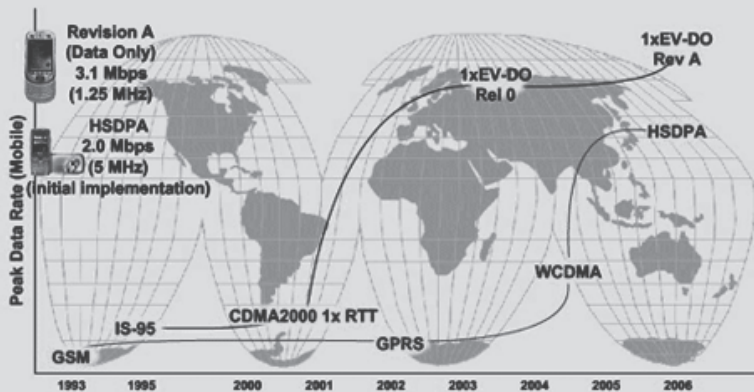 Revision A
(Data Only)
3.1 Mbps
(1.25 MHz)
HSDPA
2.0 Mbps
(5 MHz)
(initial implementation)
Peak Data Rate (Mobile)
1xEV-DO
Rel 0
1xEV-DO
Rev A
HSDPA
WCDMA
CDMA2000 1x RTT
IS-95
GPRS
GSM
1993 1995 2000 2001 2002 2003 2004 2005 2006